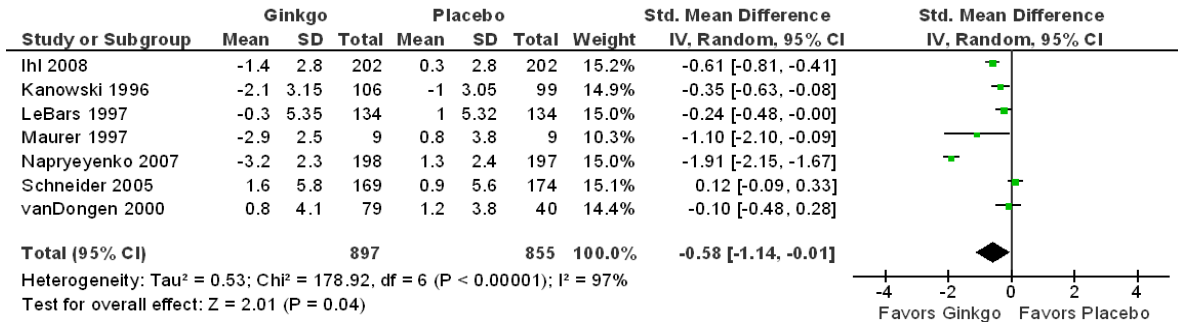 Ginkgo Placebo Std. Mean Difference Std. Mean Difference
Study or Subgroup Mean SD Total Mean SD Total Weight IV, Random, 95% CI IV, Random, 95% CI
Ihl 2008 -1.4 2.8 202 0.3 2.8 202 15.2% -0.61 [-0.81, -0.41]
Kanowski 1996 -2.1 3.15 106 -1 3.05 99 14.9% -0.35 [-0.63, -0.08]
LeBars 1997 -0.3 5.35 134 1 5.32 134 15.0% -0.24 [-0.48, -0.00]
Maurer 1997 -2.9 2.5 9 0.8 3.8 9 10.3% -1.10 [-2.10, -0.09]
Napryeyenko 2007 -3.2 2.3 198 1.3 2.4 197 15.0% -1.91 [-2.15, -1.67]
Schneider 2005 1.6 5.8 169 0.9 5.6 174 15.1% 0.12 [-0.09, 0.33]
vanDongen 2000 0.8 4.1 79 1.2 3.8 40 14.4% -0.10 [-0.48, 0.28]
Total (95% CI) 897 855 100.0% -0.58 [-1.14, -0.01]
Heterogeneity: Tau² = 0.53; Chi² = 178.92, df = 6 (P < 0.00001); I² = 97%
Test for overall effect: Z = 2.01 (P = 0.04)
-4 -2 0 2 4
Favors Ginkgo Favors Placebo